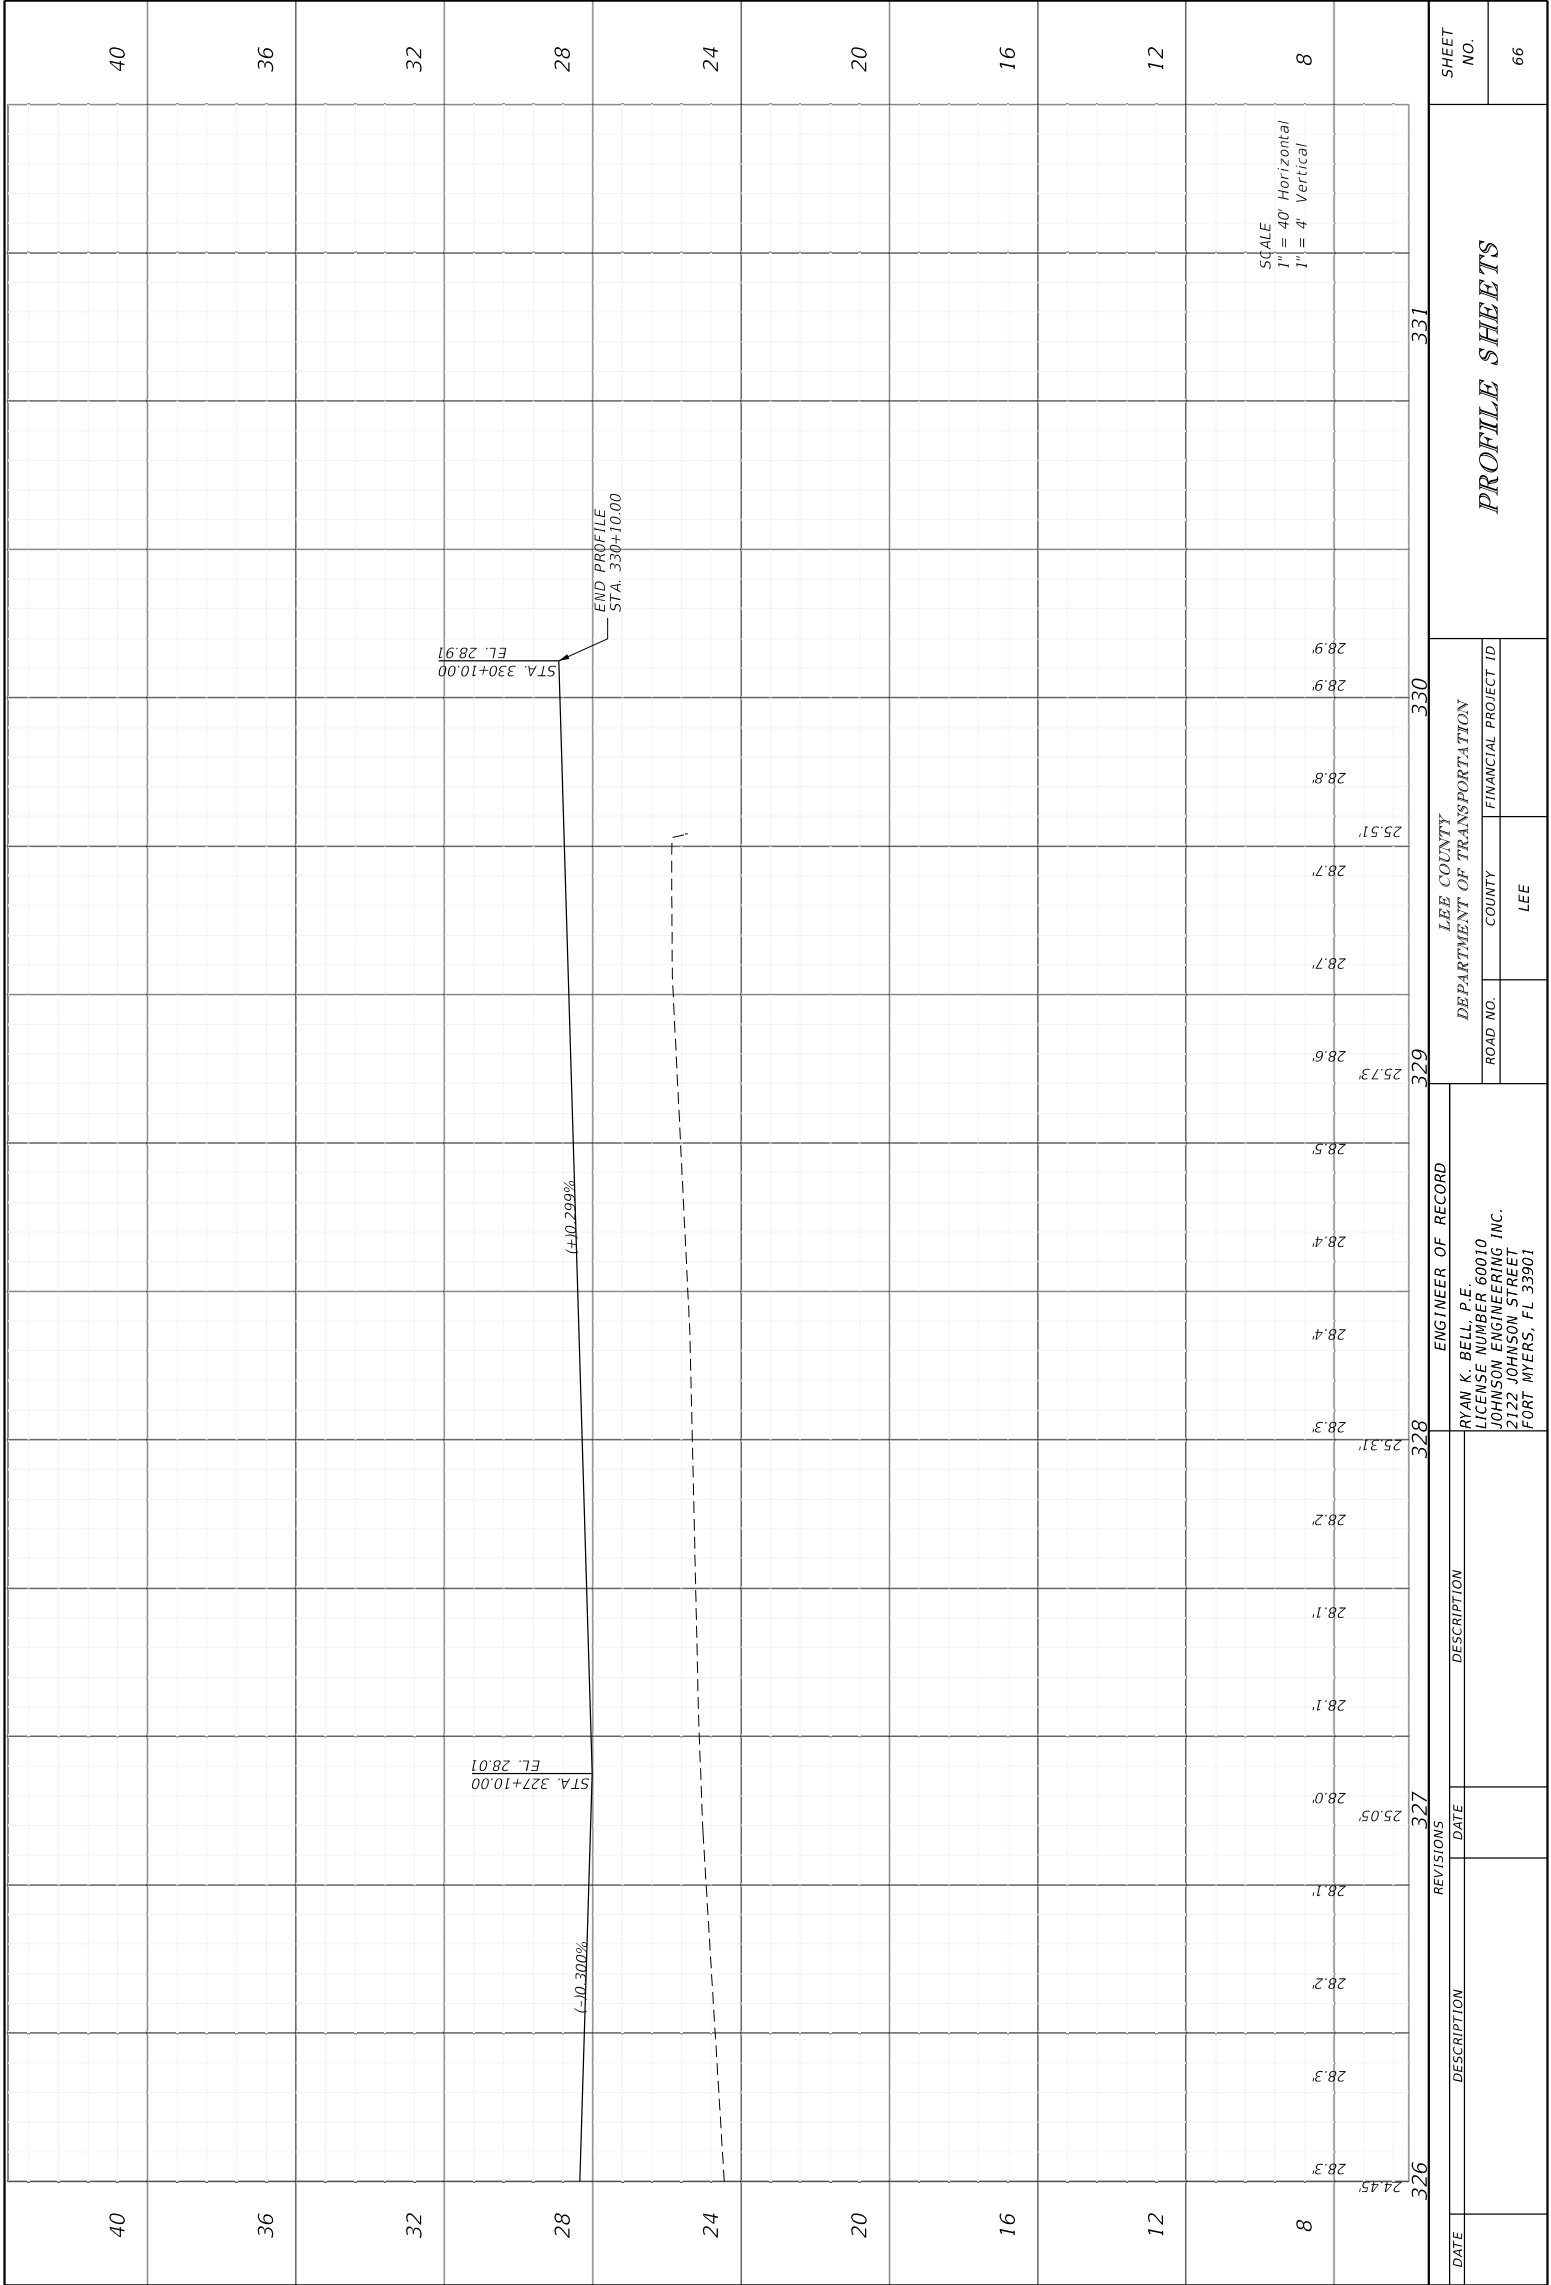 40
36
32
28
24
20
16
12
8
40
36
32
28
24
20
16
12
8
STA. 327+10.00
EL. 28.01
STA. 330+10.00
EL. 28.91
END PROFILE
STA. 330+10.00
(-)0.300%
(+)0.299%
SCALE
1" = 40' Horizontal
1" = 4' Vertical
28.3' 28.3' 28.2' 28.1' 28.0' 28.1' 28.1' 28.2' 28.3' 28.4' 28.4' 28.5' 28.6' 28.7' 28.7' 28.8' 28.9' 28.9'
24.45' 25.05' 25.31' 25.73' 25.51'
326 327 328 329 330 331
REVISIONS
DATE DESCRIPTION DATE DESCRIPTION
ENGINEER OF RECORD
RYAN K. BELL, P.E.
LICENSE NUMBER 60010
JOHNSON ENGINEERING INC.
2122 JOHNSON STREET
FORT MYERS, FL 33901
LEE COUNTY
DEPARTMENT OF TRANSPORTATION
ROAD NO. COUNTY FINANCIAL PROJECT ID
LEE
PROFILE SHEETS
SHEET
NO.
66